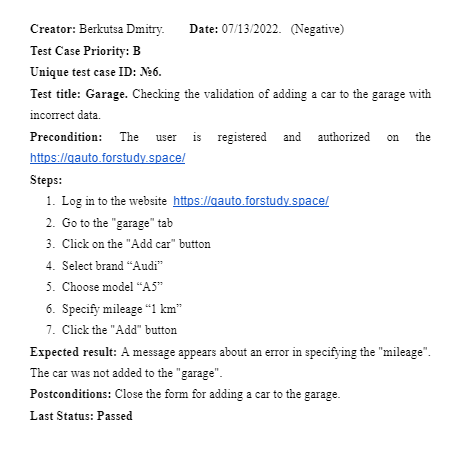 Creator: Berkutsa Dmitry. Date: 07/13/2022. (Negative)
Test Case Priority: B
Unique test case ID: №6.
Test title: Garage. Checking the validation of adding a car to the garage with
incorrect data.
Precondition: The user is registered and authorized on the
https://qauto.forstudy.space/
Steps:
1. Log in to the website https://qauto.forstudy.space/
2. Go to the "garage" tab
3. Click on the "Add car" button
4. Select brand “Audi”
5. Choose model “A5”
6. Specify mileage “1 km”
7. Click the "Add" button
Expected result: A message appears about an error in specifying the "mileage".
The car was not added to the "garage".
Postconditions: Close the form for adding a car to the garage.
Last Status: Passed